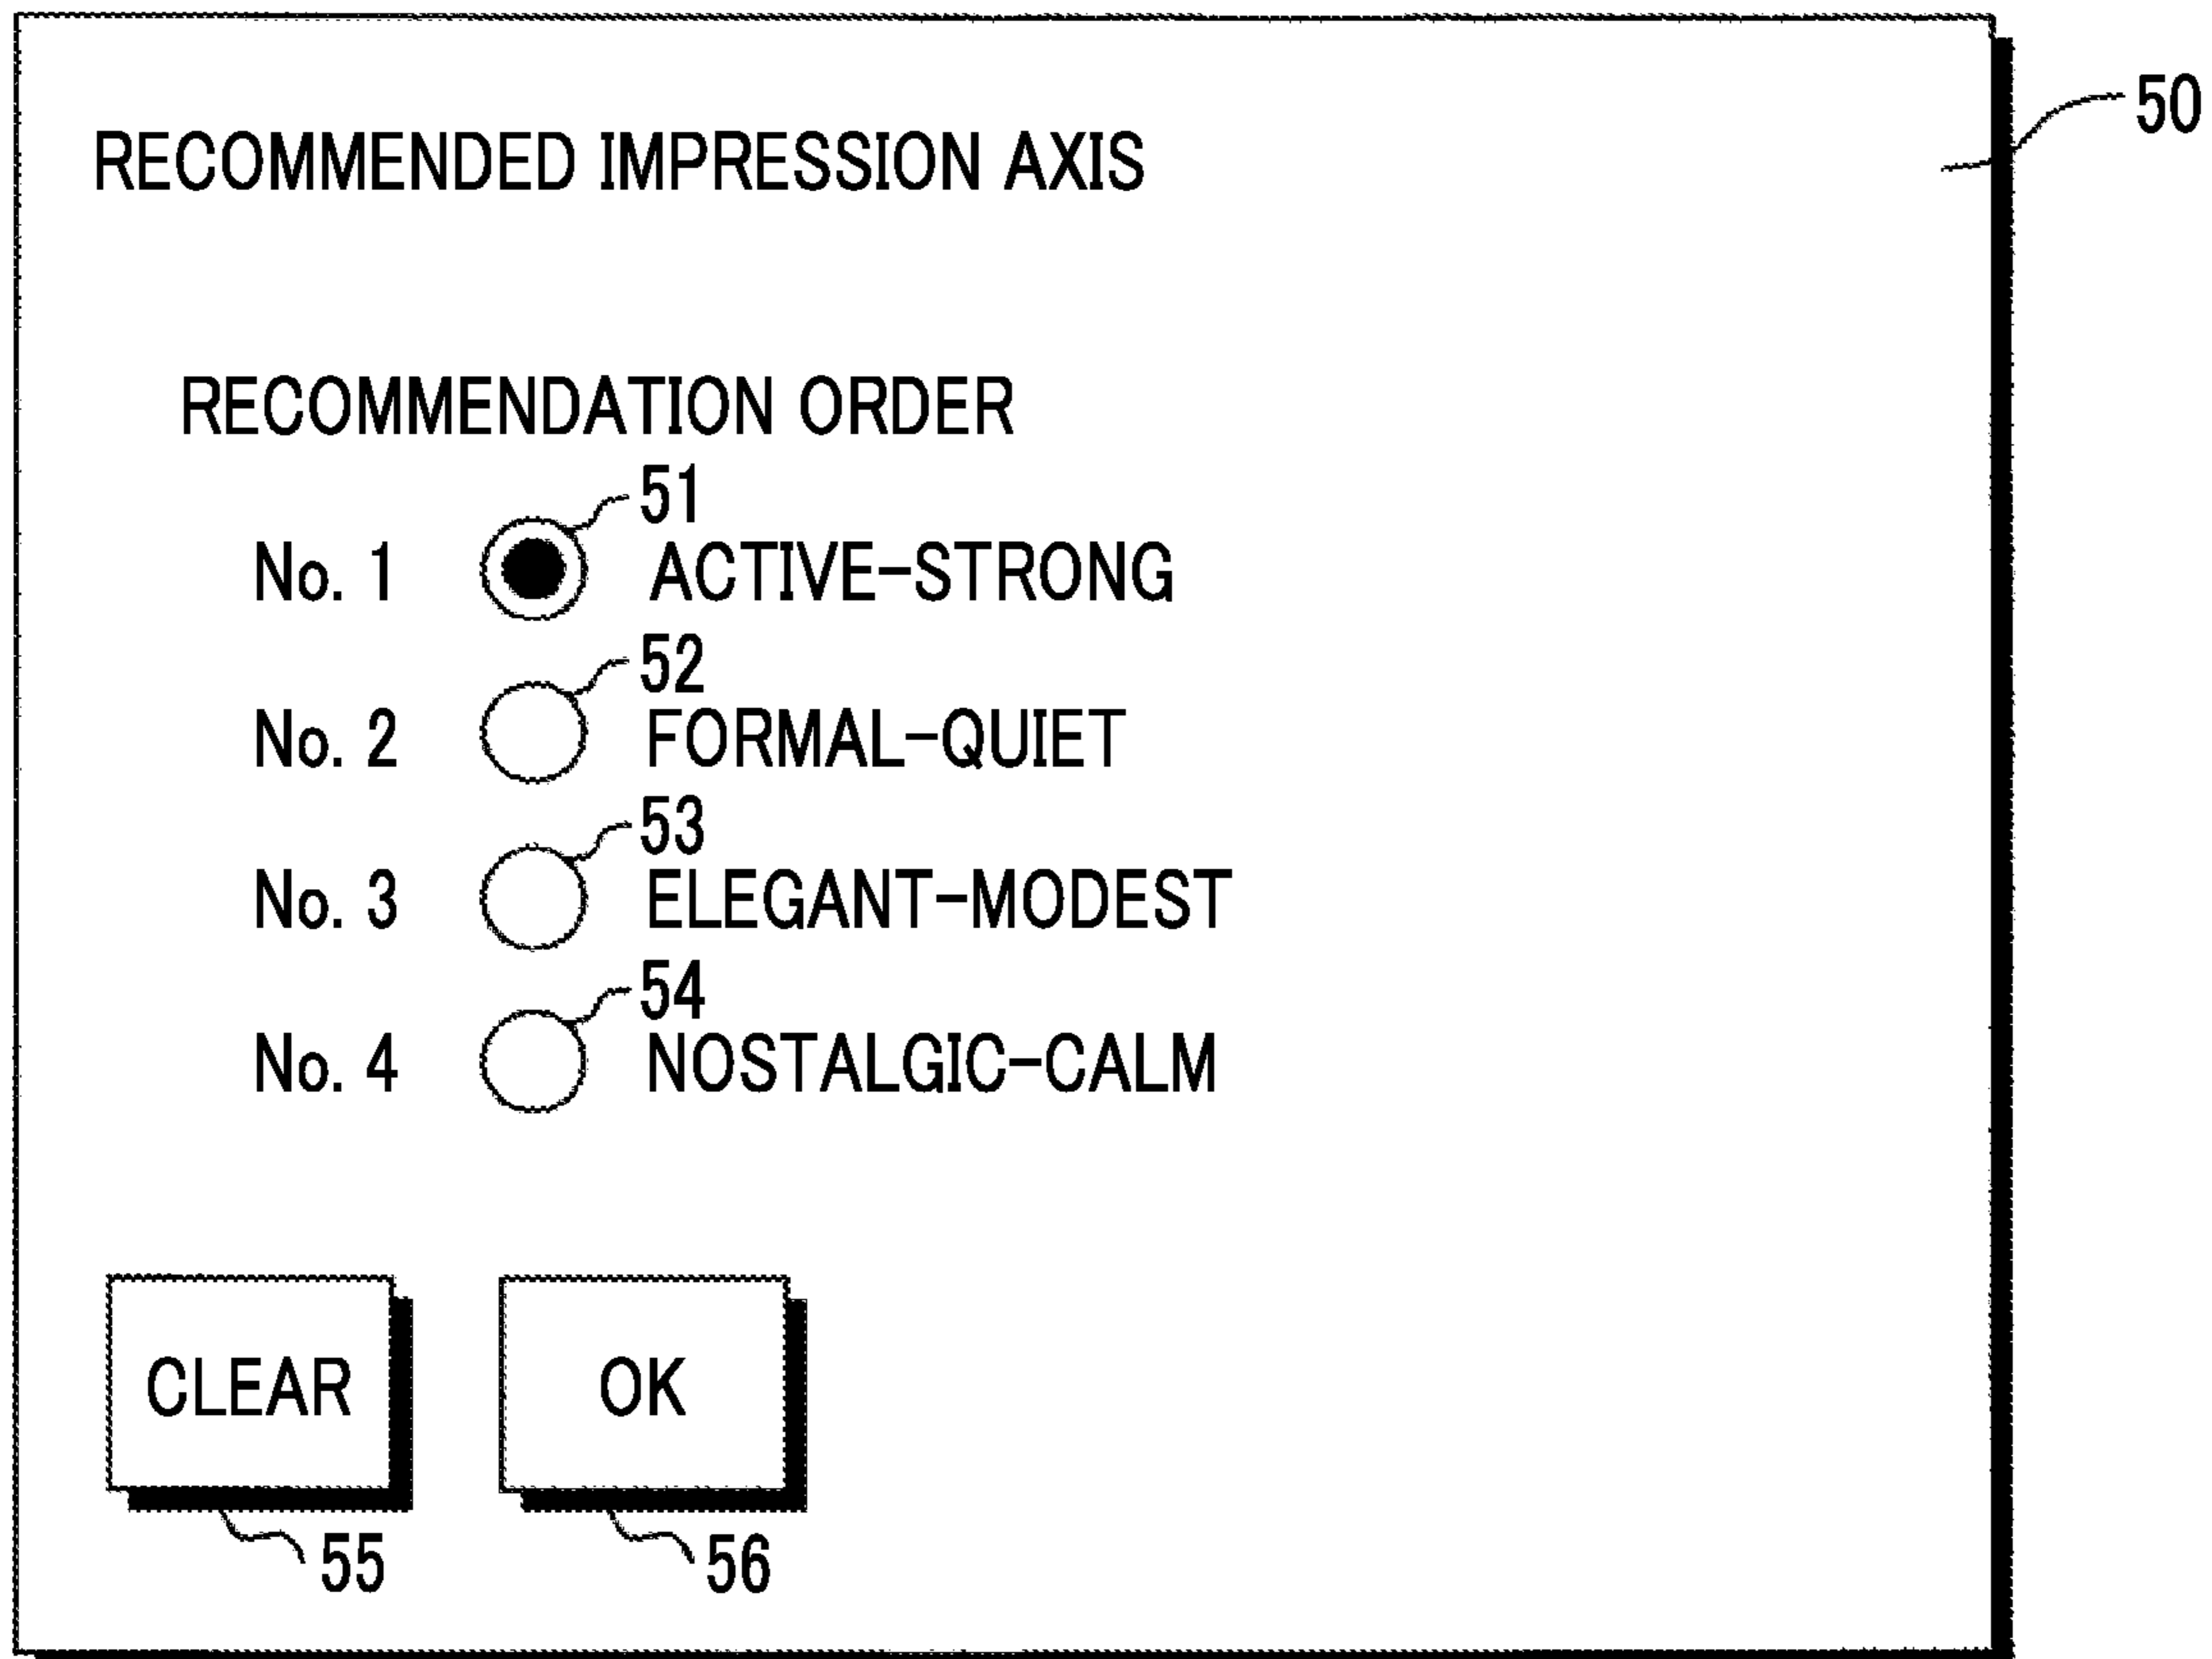 50
RECOMMENDED IMPRESSION AXIS
RECOMMENDATION ORDER
51
No. 1 ACTIVE-STRONG
52
No. 2 FORMAL-QUIET
53
No. 3 ELEGANT-MODEST
54
No. 4 NOSTALGIC-CALM
CLEAR OK
55 56